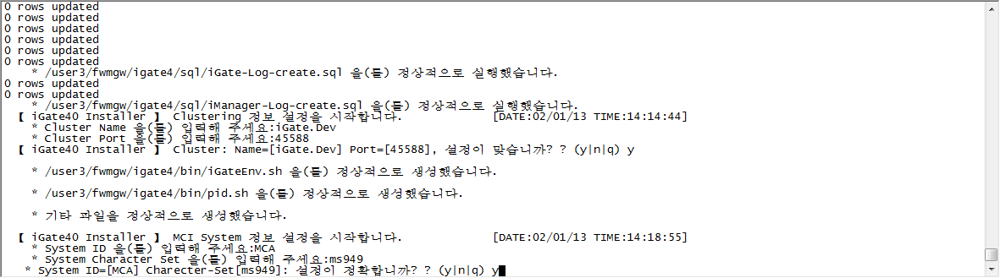 0 rows updated
0 rows updated
0 rows updated
0 rows updated
0 rows updated
0 rows updated
* /user3/fwmgw/igate4/sql/iGate-Log-create.sql 을(를) 정상적으로 실행했습니다.
0 rows updated
0 rows updated
* /user3/fwmgw/igate4/sql/iManager-Log-create.sql 을(를) 정상적으로 실행했습니다.
【 iGate40 Installer 】 Clustering 정보 설정을 시작합니다. [DATE:02/01/13 TIME:14:14:44]
* Cluster Name 을(를) 입력해 주세요:iGate.Dev
* Cluster Port 을(를) 입력해 주세요:45588
【 iGate40 Installer 】 Cluster: Name=[iGate.Dev] Port=[45588], 설정이 맞습니까? ? (y|n|q) y
* /user3/fwmgw/igate4/bin/iGateEnv.sh 을(를) 정상적으로 생성했습니다.
* /user3/fwmgw/igate4/bin/pid.sh 을(를) 정상적으로 생성했습니다.
* 기타 파일을 정상적으로 생성했습니다.
【 iGate40 Installer 】 MCI System 정보 설정을 시작합니다. [DATE:02/01/13 TIME:14:18:55]
* System ID 을(를) 입력해 주세요:MCA
* System Character Set 을(를) 입력해 주세요:ms949
* System ID=[MCA] Charecter-Set[ms949]: 설정이 정확합니까? ? (y|n|q) y